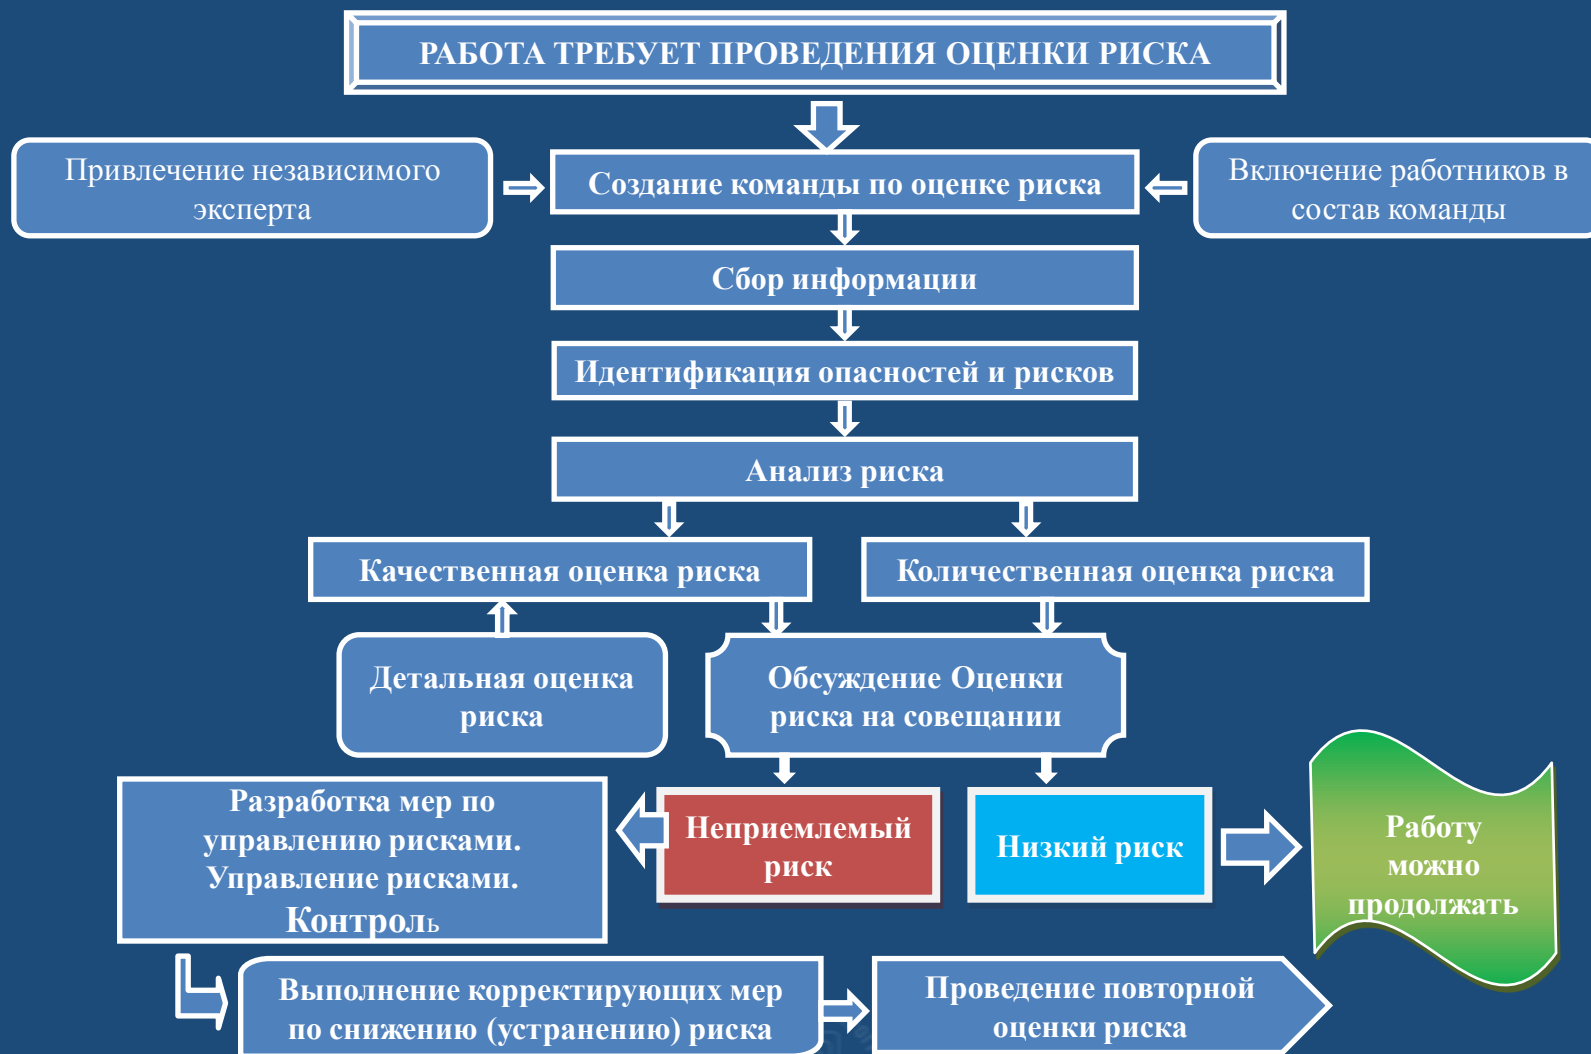 РАБОТА ТРЕБУЕТ ПРОВЕДЕНИЯ ОЦЕНКИ РИСКА
Привлечение независимого
эксперта
Создание команды по оценке риска
Включение работников в
состав команды
Сбор информации
Идентификация опасностей и рисков
Анализ риска
Качественная оценка риска
Количественная оценка риска
Детальная оценка
риска
Обсуждение Оценки
риска на совещании
Разработка мер по
управлению рисками.
Управление рисками.
Контроль
Неприемлемый
риск
Низкий риск
Работу
можно
продолжать
Выполнение корректирующих мер
по снижению (устранению) риска
Проведение повторной
оценки риска